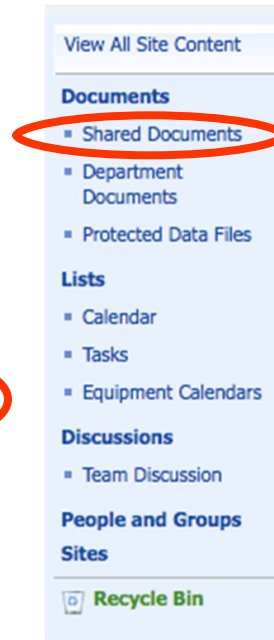 View All Site Content
Documents
Shared Documents
Department
Documents
Protected Data Files
Lists
Calendar
Tasks
Equipment Calendars
Discussions
Team Discussion
People and Groups
Sites
Recycle Bin